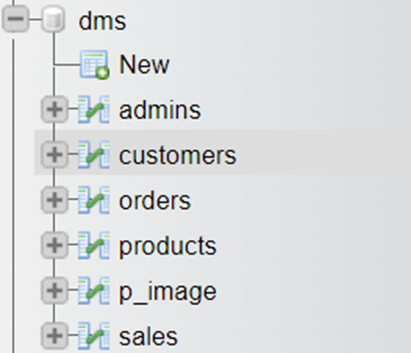 dms
New
admins
customers
orders
products
p_image
sales